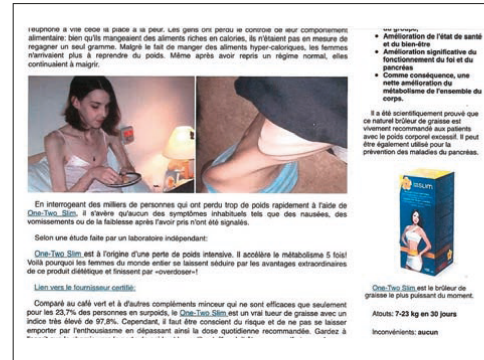 l'euphorie a vite cédé la place à la peur. Les gens ont perdu le contrôle de leur comportement
alimentaire: bien qu'ils mangeaient des aliments riches en calories, ils n'étaient pas en mesure de
regagner un seul gramme. Malgré le fait de manger des aliments hyper-caloriques, les femmes
n'arrivaient plus à reprendre du poids. Même après avoir repris un régime normal, elles
continuaient à maigrir.
En interrogeant des milliers de personnes qui ont perdu trop de poids rapidement à l'aide de
One-Two Slim, il s'avère qu'aucun des symptômes inhabituels tels que des nausées, des
vomissements ou de la faiblesse après l'avoir pris n'ont été signalés.
Selon une étude faite par un laboratoire indépendant:
One-Two Slim est à l'origine d'une perte de poids intensive. Il accélère le métabolisme 5 fois!
Voilà pourquoi les femmes du monde entier se laissent séduire par les avantages extraordinaires
de ce produit diététique et finissent par «overdoser»!
Lien vers le fournisseur certifié:
Comparé au café vert et à d'autres compléments minceur qui ne sont efficaces que seulement
pour les 23,7% des personnes en surpoids, le One-Two Slim est un vrai tueur de graisse avec un
indice très élevé de 97,8%. Cependant, il faut être conscient du risque et de ne pas se laisser
emporter par l'enthousiasme en dépassant ainsi la dose quotidienne recommandée. Gardez à
du groupe,
• Amélioration de l'état de santé
et du bien-être
• Amélioration significative du
fonctionnement du foi et du
pancréas
• Comme conséquence, une
nette amélioration du
métabolisme de l'ensemble du
corps.
Il a été scientifiquement prouvé que
ce naturel brûleur de graisse est
vivement recommandé aux patients
avec le poids corporel excessif. Il peut
être également utilisé pour la
prévention des maladies du pancréas.
slim
One-Two Slim est le brûleur de
graisse le plus puissant du moment.
Atouts: 7-23 kg en 30 jours
Inconvénients: aucun